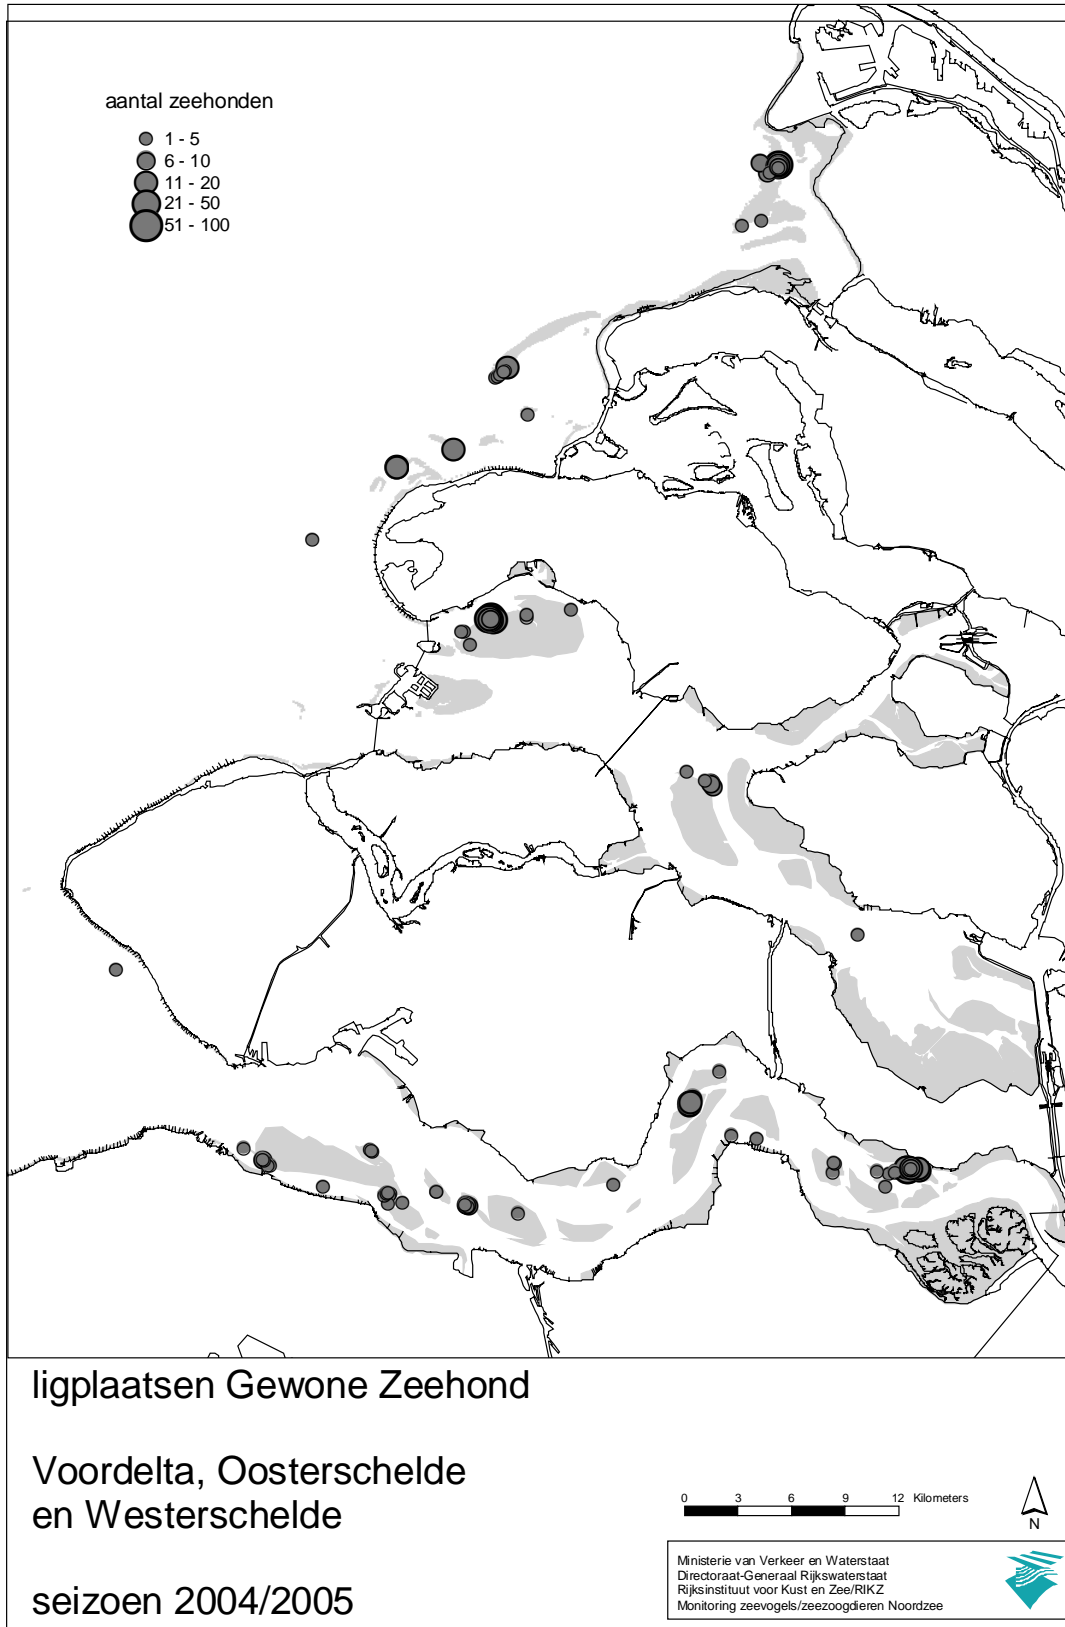 aantal zeehonden
1 - 5
6 - 10
11 - 20
21 - 50
51 - 100
ligplaatsen Gewone Zeehond
Voordelta, Oosterschelde
en Westerschelde
seizoen 2004/2005
0 3 6 9 12 Kilometers
N
Ministerie van Verkeer en Waterstaat
Directoraat-Generaal Rijkswaterstaat
Rijksinstituut voor Kust en Zee/RIKZ
Monitoring zeevogels/zeezoogdieren Noordzee